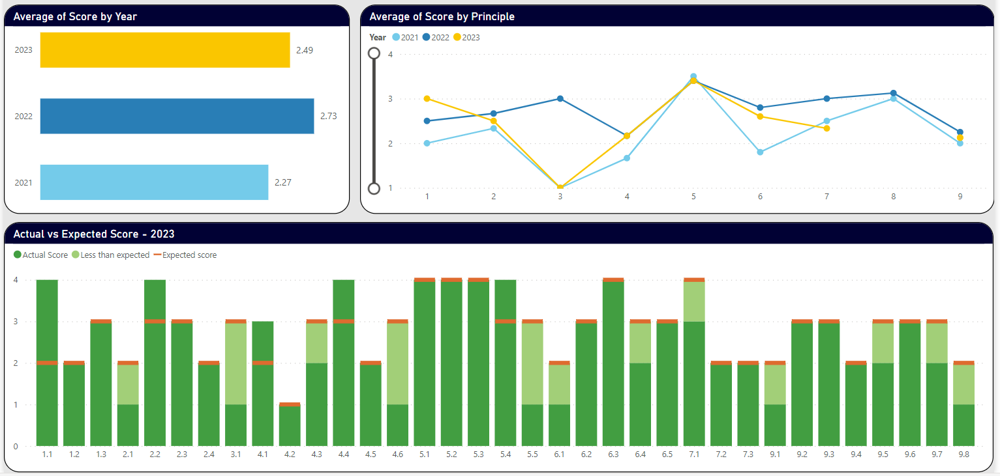 Average of Score by Year
2023
2.49
2022
2.73
2021
2.27
Average of Score by Principle
Year 2021 2022 2023
4
3
2
1
1 2 3 4 5 6 7 8 9
Actual vs Expected Score - 2023
Actual Score Less than expected Expected score
4
3
2
1
0
1.1 1.2 1.3 2.1 2.2 2.3 2.4 3.1 4.1 4.2 4.3 4.4 4.5 4.6 5.1 5.2 5.3 5.4 5.5 6.1 6.2 6.3 6.4 6.5 7.1 7.2 7.3 9.1 9.2 9.3 9.4 9.5 9.6 9.7 9.8